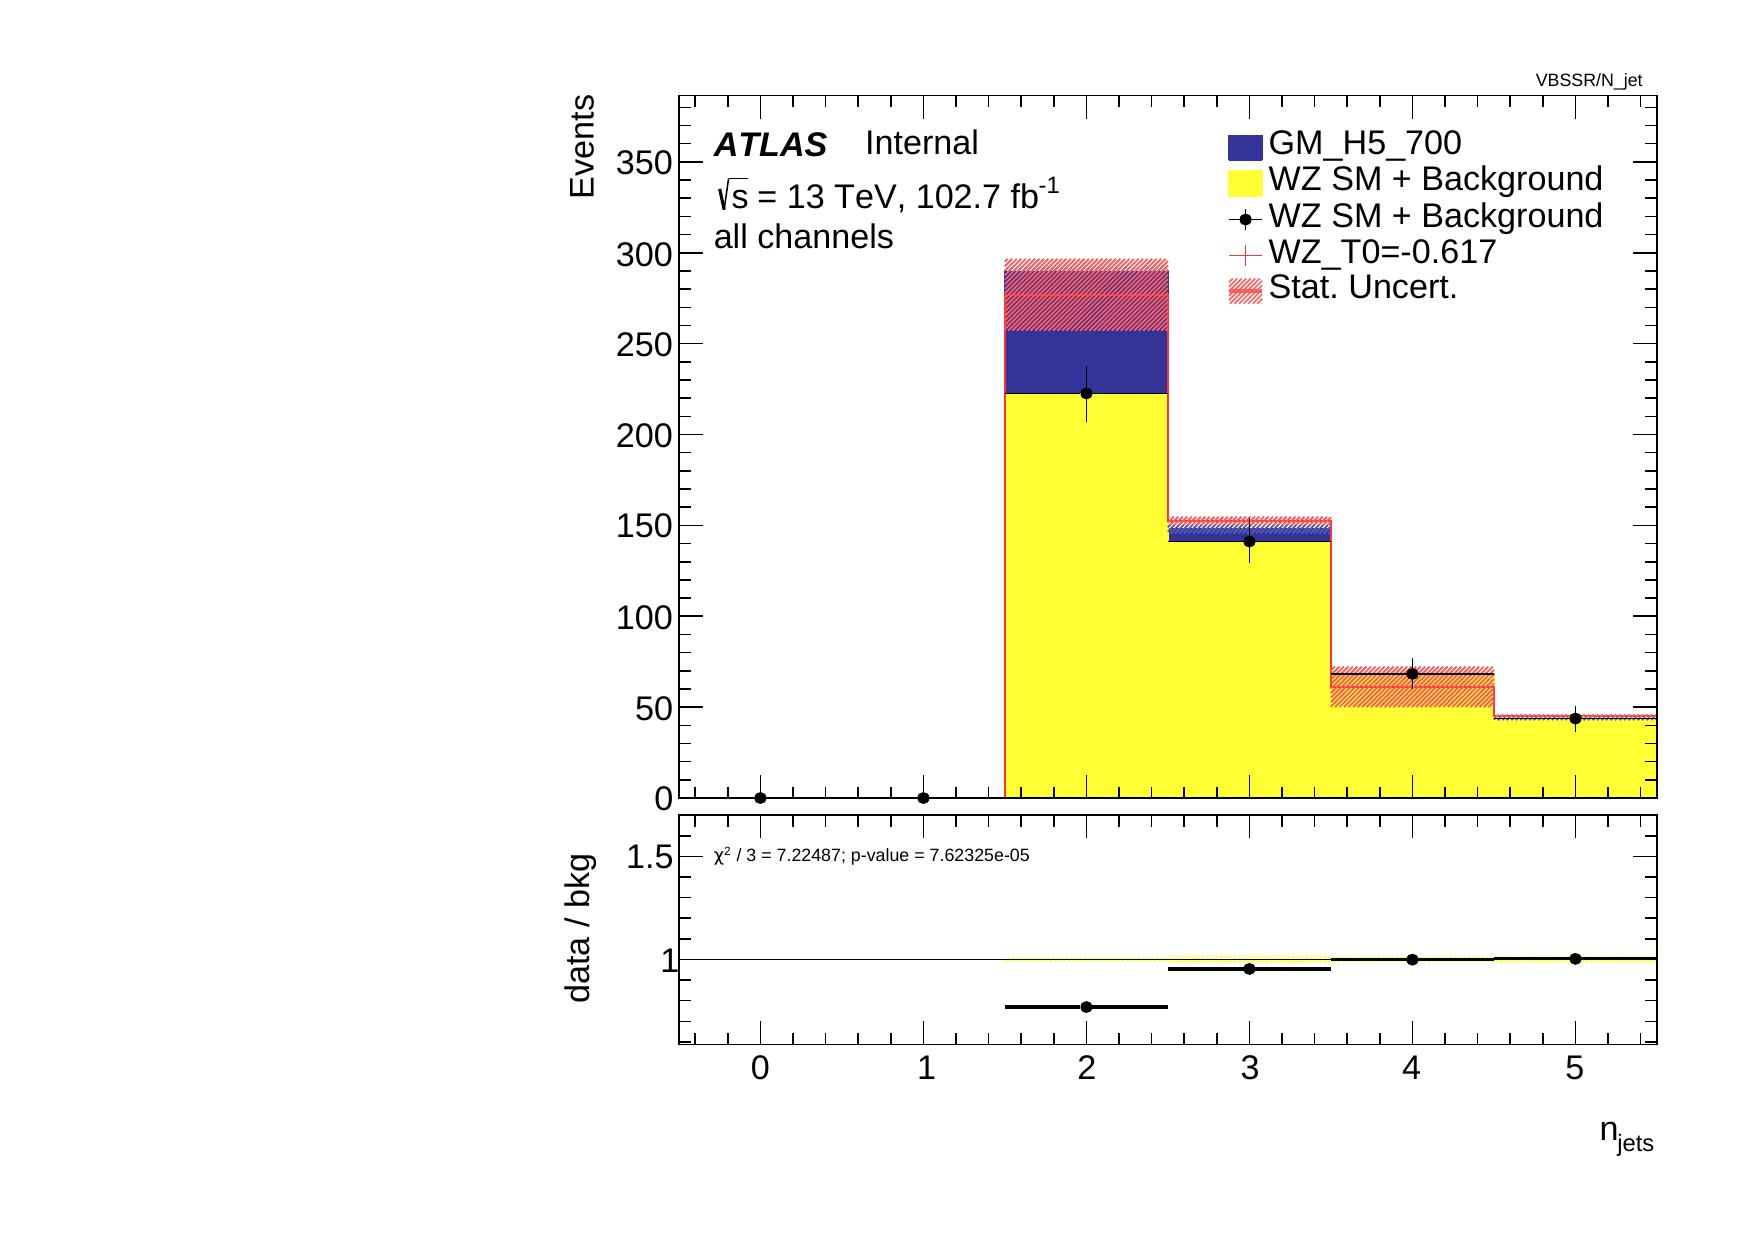 VBSSR/N_jet
Events
ATLAS Internal
√s = 13 TeV, 102.7 fb-1
all channels
GM_H5_700
WZ SM + Background
WZ SM + Background
WZ_T0=-0.617
Stat. Uncert.
350
300
250
200
150
100
50
0
data / bkg
χ2 / 3 = 7.22487; p-value = 7.62325e-05
1.5
1
0 1 2 3 4 5
njets